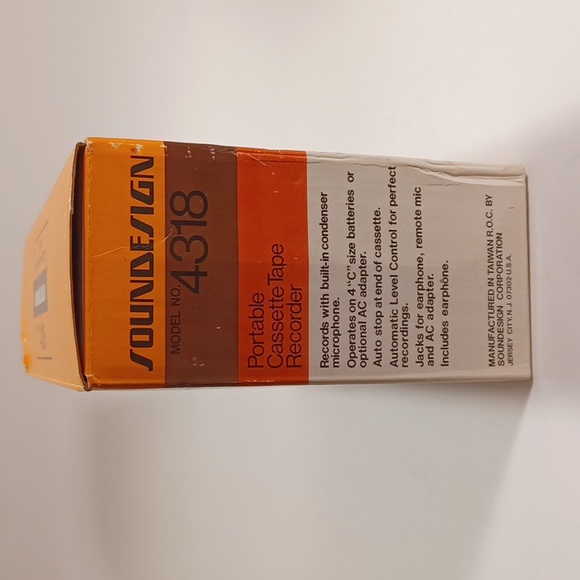 SOUNDESIGN
MODEL NO. 4318
Portable
Cassette Tape
Recorder
Records with built-in condenser
microphone.
Operates on 4 "C" size batteries or
optional AC adapter.
Auto stop at end of cassette.
Automatic Level Control for perfect
recordings.
Jacks for earphone, remote mic
and AC adapter.
Includes earphone.
MANUFACTURED IN TAIWAN R.O.C. BY
SOUNDESIGN CORPORATION
JERSEY CITY, N.J. 07302·U.S.A.